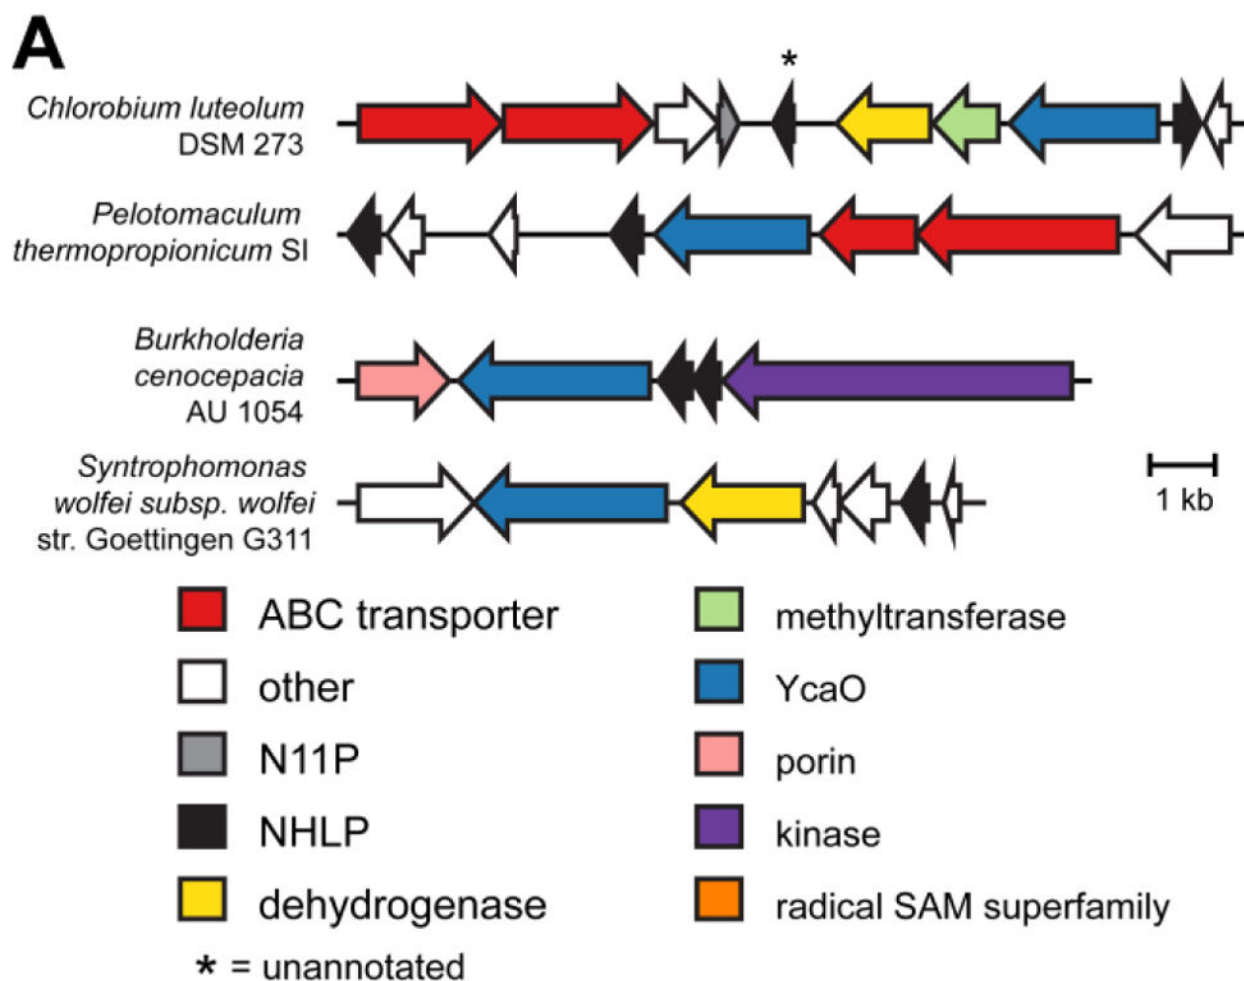 A
*
Chlorobium luteolum
DSM 273
Pelotomaculum
thermopropionicum SI
Burkholderia
cenocepacia
AU 1054
Syntrophomonas
wolfei subsp. wolfei
str. Goettingen G311
1 kb
ABC transporter
other
N11P
NHLP
dehydrogenase
* = unannotated
methyltransferase
YcaO
porin
kinase
radical SAM superfamily